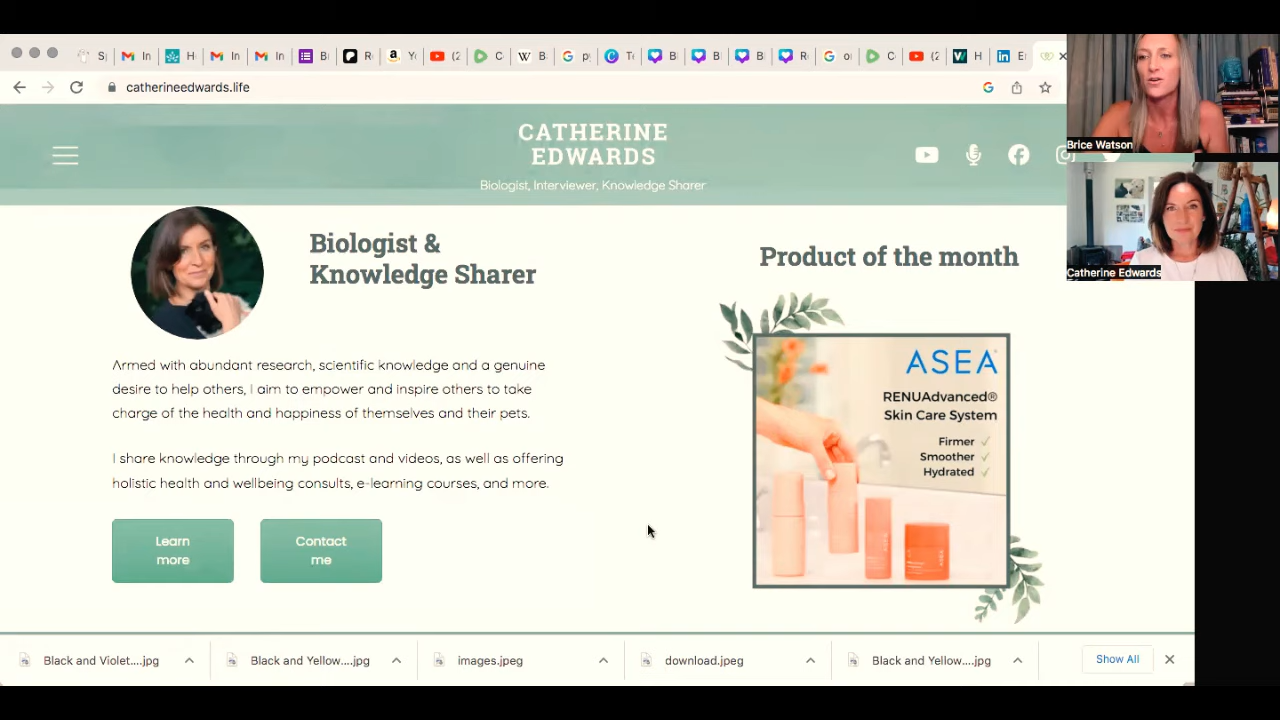 S
In
H
In
In
B
R
Y
(2
C
B
p
T
B
B
B
R
o
C
(2
H
E
catherineedwards.life
Brice Watson
CATHERINE
EDWARDS
Biologist, Interviewer, Knowledge Sharer
Catherine Edwards
Biologist &
Knowledge Sharer
Armed with abundant research, scientific knowledge and a genuine
desire to help others, I aim to empower and inspire others to take
charge of the health and happiness of themselves and their pets.
I share knowledge through my podcast and videos, as well as offering
holistic health and wellbeing consults, e-learning courses, and more.
Learn
more
Contact
me
Product of the month
ASEA
RENUAdvanced®
Skin Care System
Firmer ✓
Smoother ✓
Hydrated ✓
Black and Violet....jpg
Black and Yellow....jpg
images.jpeg
download.jpeg
Black and Yellow....jpg
Show All